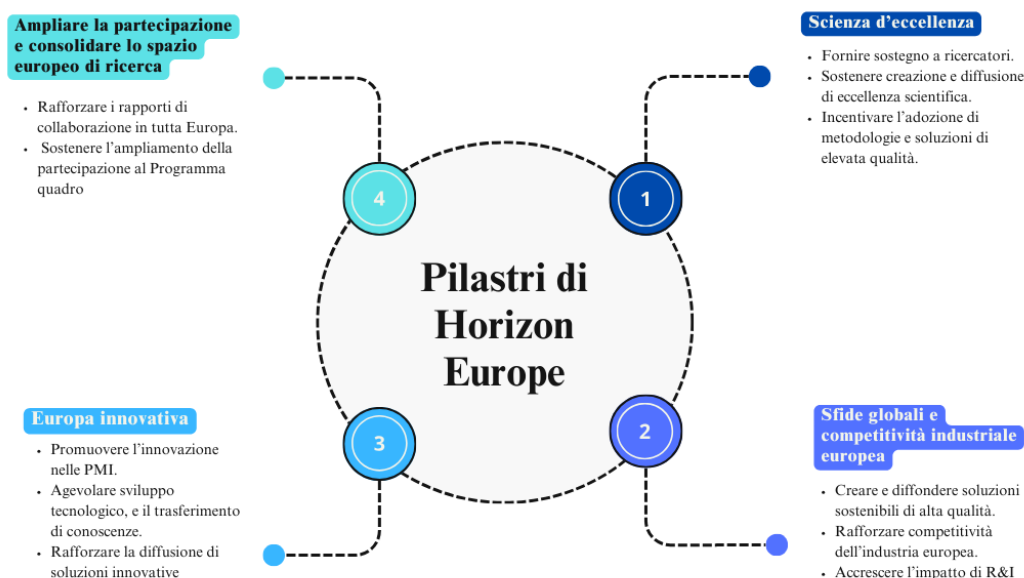 Ampliare la partecipazione
e consolidare lo spazio
europeo di ricerca
• Rafforzare i rapporti di
collaborazione in tutta Europa.
• Sostenere l'ampliamento della
partecipazione al Programma
quadro
Scienza d'eccellenza
• Fornire sostegno a ricercatori.
• Sostenere creazione e diffusione
di eccellenza scientifica.
• Incentivare l'adozione di
metodologie e soluzioni di
elevata qualità.
4
1
Pilastri di
Horizon
Europe
3
2
Europa innovativa
• Promuovere l'innovazione
nelle PMI.
• Agevolare sviluppo
tecnologico, e il trasferimento
di conoscenze.
• Rafforzare la diffusione di
soluzioni innovative
Sfide globali e
competitività industriale
europea
• Creare e diffondere soluzioni
sostenibili di alta qualità.
• Rafforzare competitività
dell'industria europea.
• Accrescere l'impatto di R&I